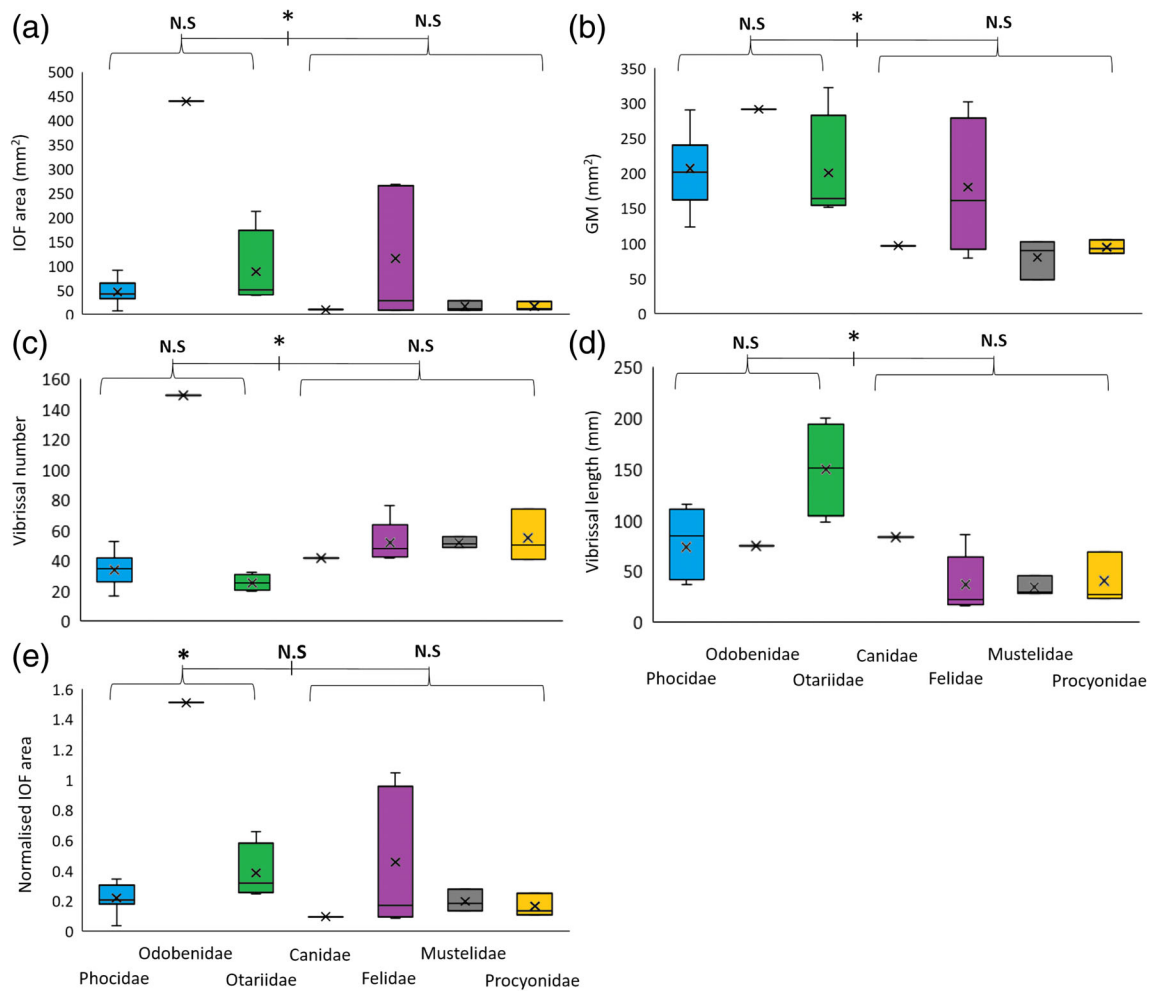 (a)
N.S
*
N.S
IOF area (mm²)
500
450
400
350
300
250
200
150
100
50
0
(b)
N.S
*
N.S
GM (mm²)
350
300
250
200
150
100
50
0
(c)
N.S
*
N.S
Vibrissal number
160
140
120
100
80
60
40
20
0
(d)
N.S
*
N.S
Vibrissal length (mm)
250
200
150
100
50
0
Odobenidae Canidae Mustelidae
Phocidae Otariidae Felidae Procyonidae
(e)
*
N.S
N.S
Normalised IOF area
1.6
1.4
1.2
1
0.8
0.6
0.4
0.2
0
Odobenidae Canidae Mustelidae
Phocidae Otariidae Felidae Procyonidae